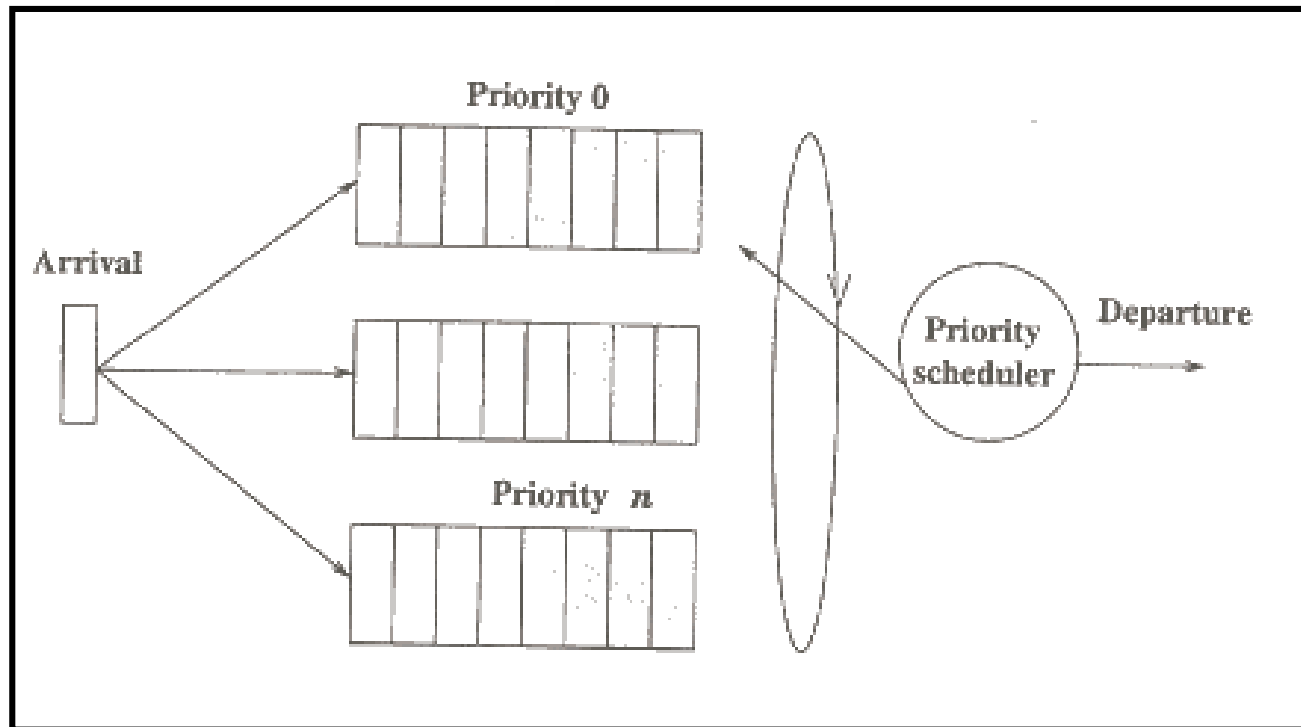 Priority 0
Arrival
Priority
scheduler
Departure
Priority n